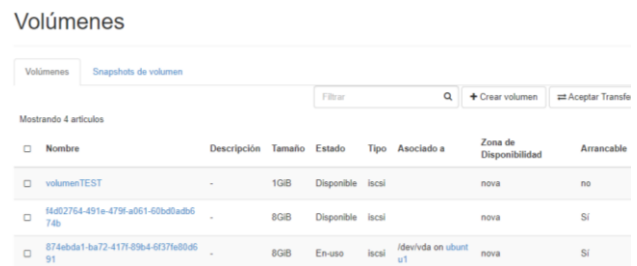 Volúmenes
Volúmenes Snapshots de volumen
Filtrar + Crear volumen Aceptar Transfe
Mostrando 4 artículos
Nombre Descripción Tamaño Estado Tipo Asociado a Zona de Disponibilidad Arrancable
volumenTEST - 1GiB Disponible iscsi nova no
f4d02764-491e-479f-a061-60bd0adb6
74b - 8GiB Disponible iscsi nova Sí
874ebda1-ba72-417f-89b4-6f37fe80d6
91 - 8GiB En-uso iscsi /dev/vda on ubunt
u1 nova Sí